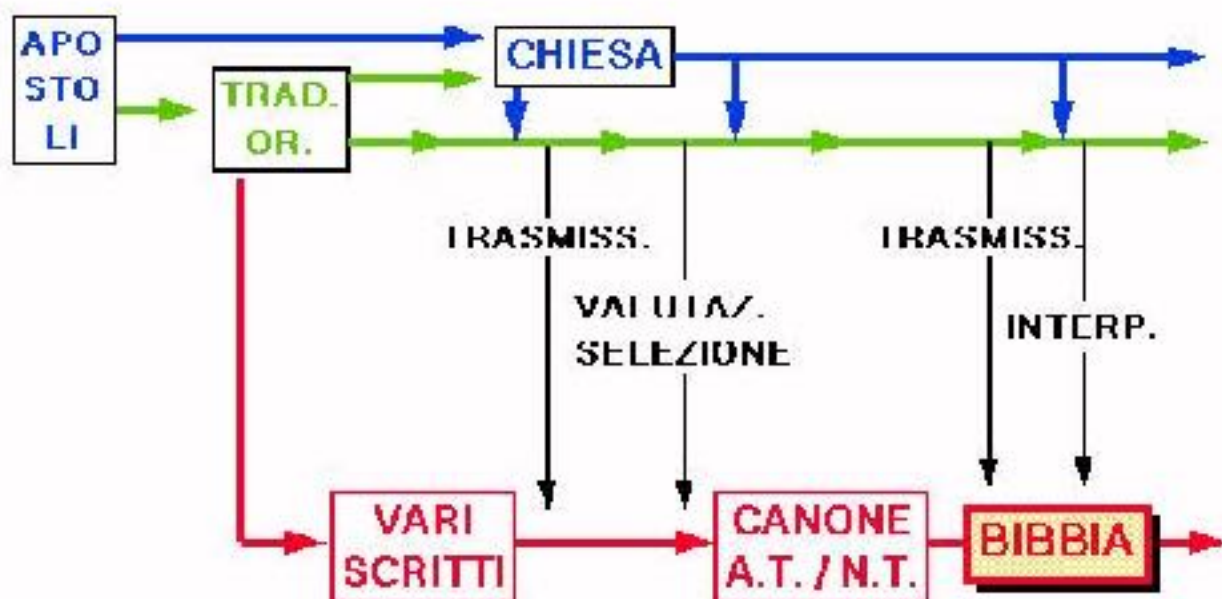 APO
STO
LI
TRAD.
OR.
CHIESA
TRASMISS.
VALUTAZ.
SELEZIONE
TRASMISS.
INTERP.
VARI
SCRITTI
CANONE
A.T. / N.T.
BIBBIA